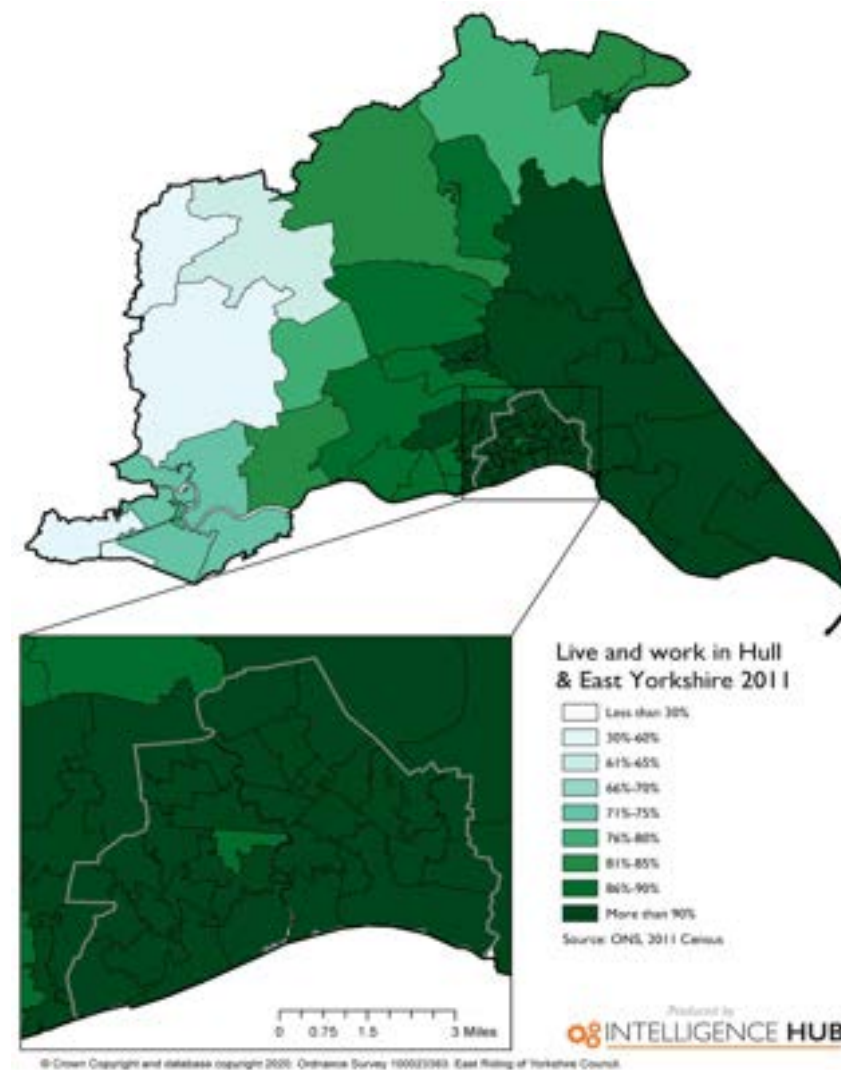 Live and work in Hull
& East Yorkshire 2011
Less than 30%
30%-60%
61%-65%
66%-70%
71%-75%
76%-80%
81%-85%
86%-90%
More than 90%
Source: ONS, 2011 Census
0 0.75 1.5 3 Miles
Produced by
INTELLIGENCE HUB
© Crown Copyright and database copyright 2020. Ordnance Survey 100023383. East Riding of Yorkshire Council.